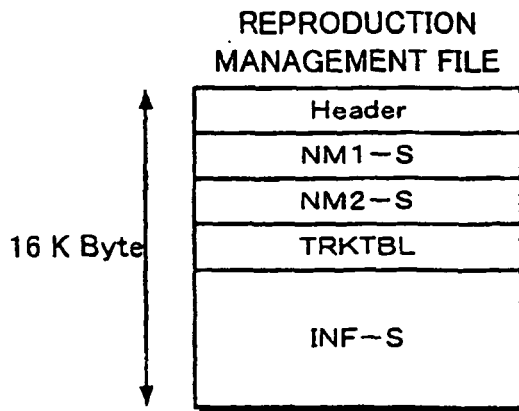 REPRODUCTION
MANAGEMENT FILE
Header
NM1-S
NM2-S
16 K Byte
TRKTBL
INF-S